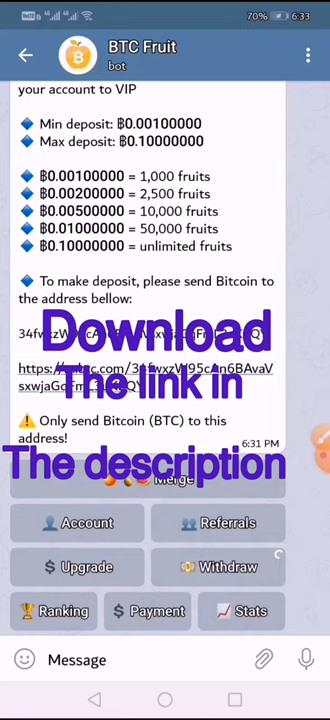 70% 6:33
BTC Fruit
bot
your account to VIP
Min deposit: ฿0.00100000
Max deposit: ฿0.10000000
฿0.00100000 = 1,000 fruits
฿0.00200000 = 2,500 fruits
฿0.00500000 = 10,000 fruits
฿0.01000000 = 50,000 fruits
฿0.10000000 = unlimited fruits
To make deposit, please send Bitcoin to
the address bellow:
Download
The link in
Only send Bitcoin (BTC) to this
address!
6:31 PM
The description
Merge
Account Referrals
$ Upgrade Withdraw
Ranking $ Payment Stats
Message